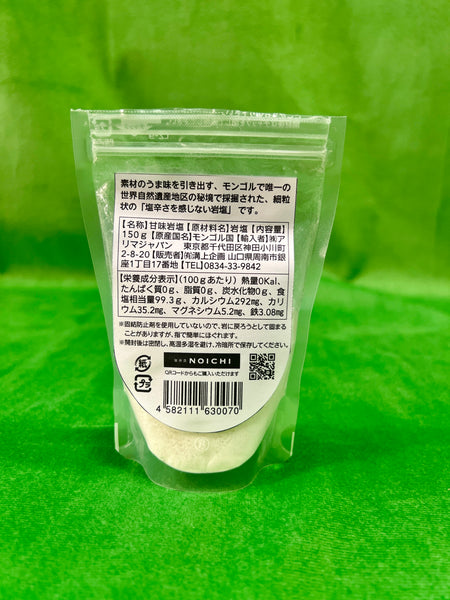 素材のうま味を引き出す、モンゴルで唯一の
世界自然遺産地区の秘境で採掘された、細粒
状の「塩辛さを感じない岩塩」です。
【名称】甘味岩塩【原材料名】岩塩【内容量】
150g【原産国名】モンゴル国【輸入者】㈱ア
リマジャパン 東京都千代田区神田小川町
2-8-20【販売者】㈲溝上企画 山口県周南市銀
座1丁目17番地 TEL0834-33-9842
【栄養成分表示】(100gあたり) 熱量0Kal、
たんぱく質0g、脂質0g、炭水化物0g、食
塩相当量99.3g、カルシウム292mg、カリ
ウム35.2mg、マグネシウム5.2mg、鉄3.08mg
※固結防止剤を使用していないので、岩に戻ろうとして固まる
ことがありますが、指で簡単にほぐれます。
※開封後は密閉し、高温多湿を避け、冷暗所で保存してください。
紙
プラ
NOICHI
QRコードからもご購入いただけます
4 582111 630070